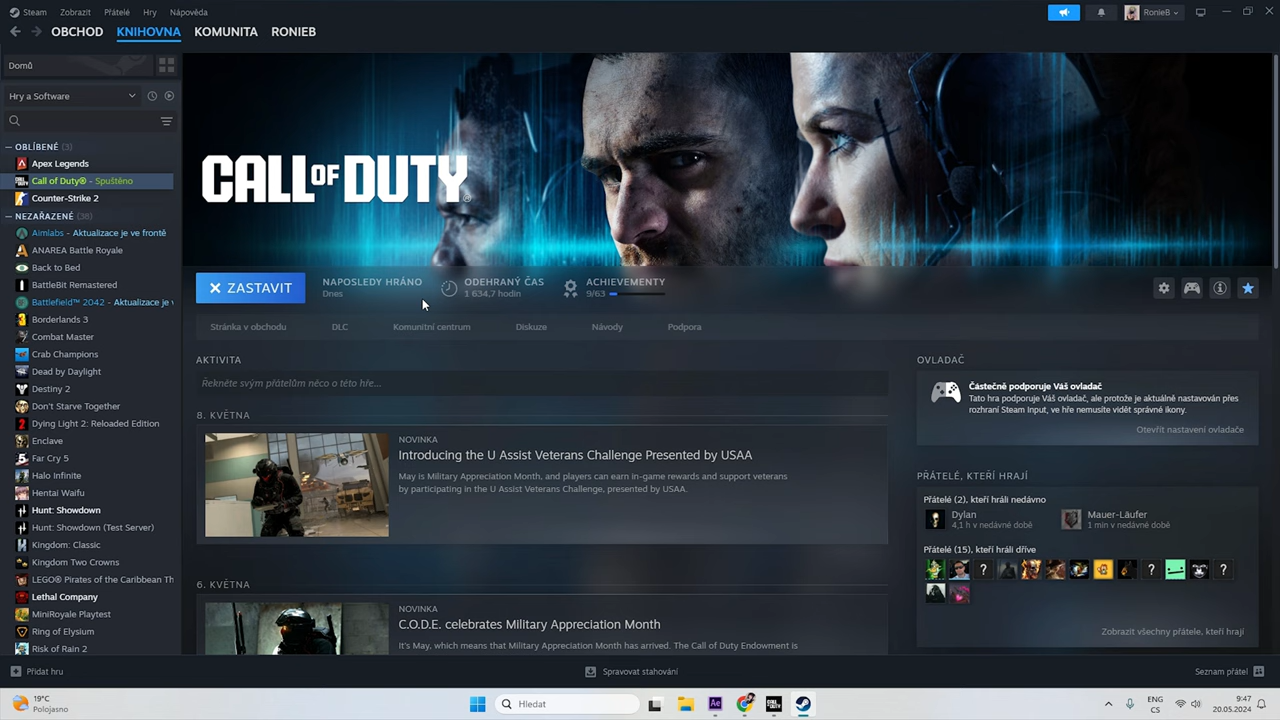 Steam Zobrazit Přátelé Hry Nápověda
RonieB
OBCHOD KNIHOVNA KOMUNITA RONIEB
Domů
Hry a Software
OBLÍBENÉ (3)
Apex Legends
Call of Duty® - Spuštěno
Counter-Strike 2
NEZAŘAZENÉ (38)
Aimlabs - Aktualizace je ve frontě
ANAREA Battle Royale
Back to Bed
BattleBit Remastered
Battlefield™ 2042 - Aktualizace je v
Borderlands 3
Combat Master
Crab Champions
Dead by Daylight
Destiny 2
Don't Starve Together
Dying Light 2: Reloaded Edition
Enclave
Far Cry 5
Halo Infinite
Hentai Waifu
Hunt: Showdown
Hunt: Showdown (Test Server)
Kingdom: Classic
Kingdom Two Crowns
LEGO® Pirates of the Caribbean Th
Lethal Company
MiniRoyale Playtest
Ring of Elysium
Risk of Rain 2
CALL OF DUTY®
ZASTAVIT
NAPOSLEDY HRÁNO
Dnes
ODEHRANÝ ČAS
1 634,7 hodin
ACHIEVEMENTY
9/63
Stránka v obchodu DLC Komunitní centrum Diskuze Návody Podpora
AKTIVITA
Řekněte svým přátelům něco o této hře...
8. KVĚTNA
NOVINKA
Introducing the U Assist Veterans Challenge Presented by USAA
May is Military Appreciation Month, and players can earn in-game rewards and support veterans
by participating in the U Assist Veterans Challenge, presented by USAA.
6. KVĚTNA
NOVINKA
C.O.D.E. celebrates Military Appreciation Month
It's May, which means that Military Appreciation Month has arrived. The Call of Duty Endowment is
OVLADAČ
Částečně podporuje Váš ovladač
Tato hra podporuje Váš ovladač, ale protože je aktuálně nastavován přes
rozhraní Steam Input, ve hře nemusíte vidět správné ikony.
Otevřít nastavení ovladače
PŘÁTELÉ, KTEŘÍ HRAJÍ
Přátelé (2), kteří hráli nedávno
Dylan
4,1 h v nedávné době
Mauer-Läufer
1 min v nedávné době
Přátelé (15), kteří hráli dříve
? ? ?
Zobrazit všechny přátele, kteří hrají
Přidat hru
Spravovat stahování
Seznam přátel
19°C
Polojasno
Hledat
Ae
CALL OF DUTY
ENG
CS
9:47
20.05.2024